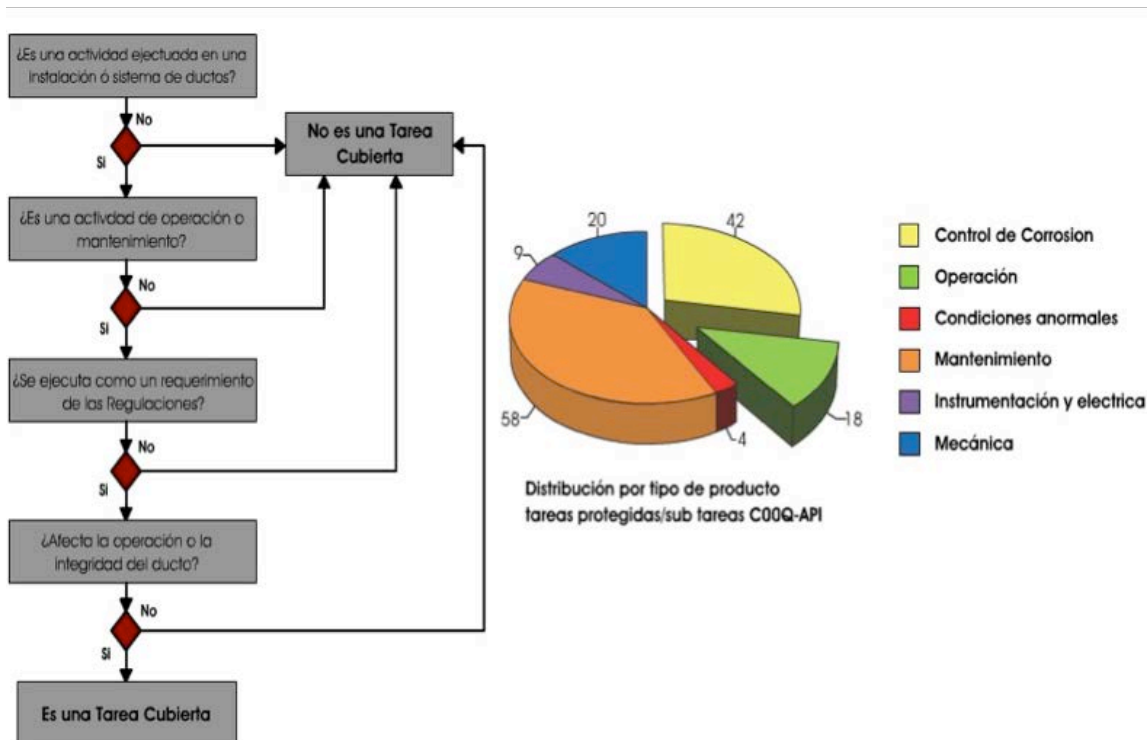 ¿Es una actividad ejectuada en una
instalación ó sistema de ductos?
No
Si
No es una Tarea
Cubierta
¿Es una actividad de operación o
mantenimiento?
No
Si
¿Se ejecuta como un requerimiento
de las Regulaciones?
No
Si
¿Afecta la operación o la
integridad del ducto?
No
Si
Es una Tarea Cubierta
20
42
9
58
4
18
Control de Corrosion
Operación
Condiciones anormales
Mantenimiento
Instrumentación y electrica
Mecánica
Distribución por tipo de producto
tareas protegidas/sub tareas C00Q-API